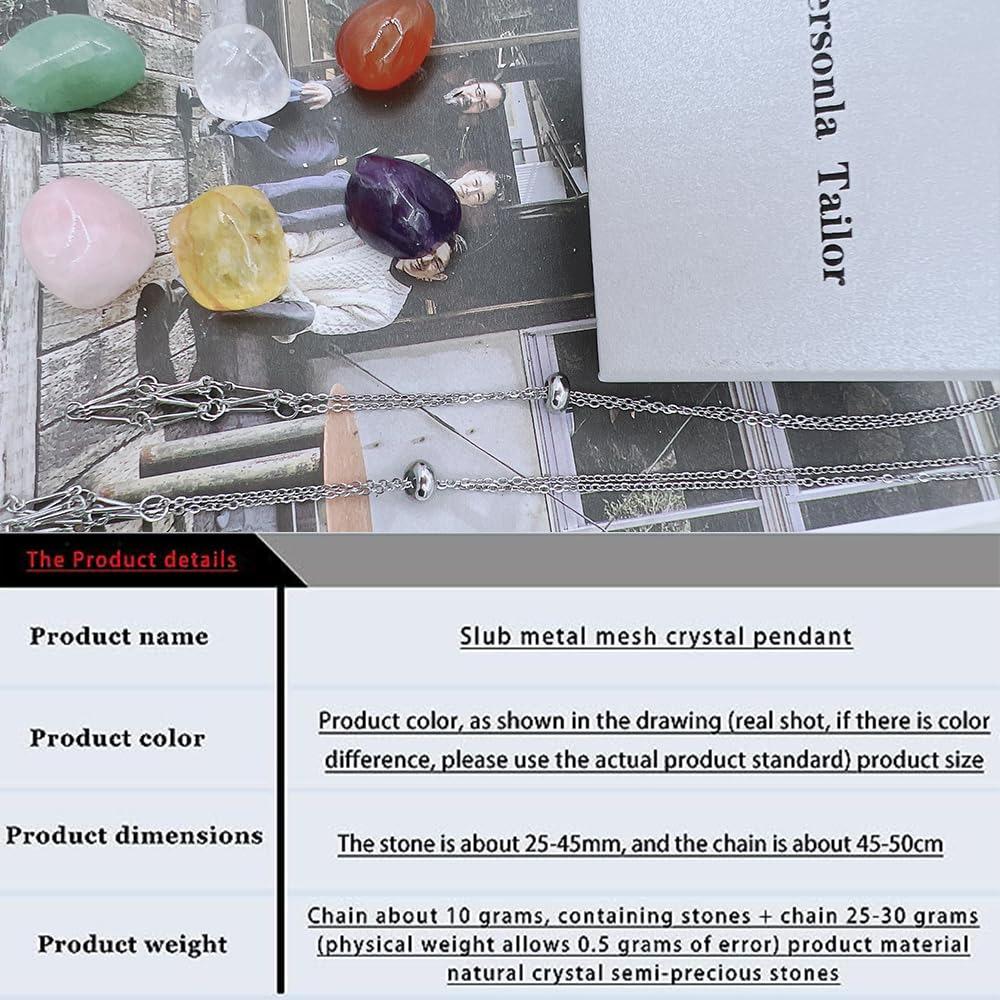 ersonla Tailor
The Product details
Product name
Slub metal mesh crystal pendant
Product color
Product color, as shown in the drawing (real shot, if there is color
difference, please use the actual product standard) product size
Product dimensions
The stone is about 25-45mm, and the chain is about 45-50cm
Product weight
Chain about 10 grams, containing stones + chain 25-30 grams
(physical weight allows 0.5 grams of error) product material
natural crystal semi-precious stones